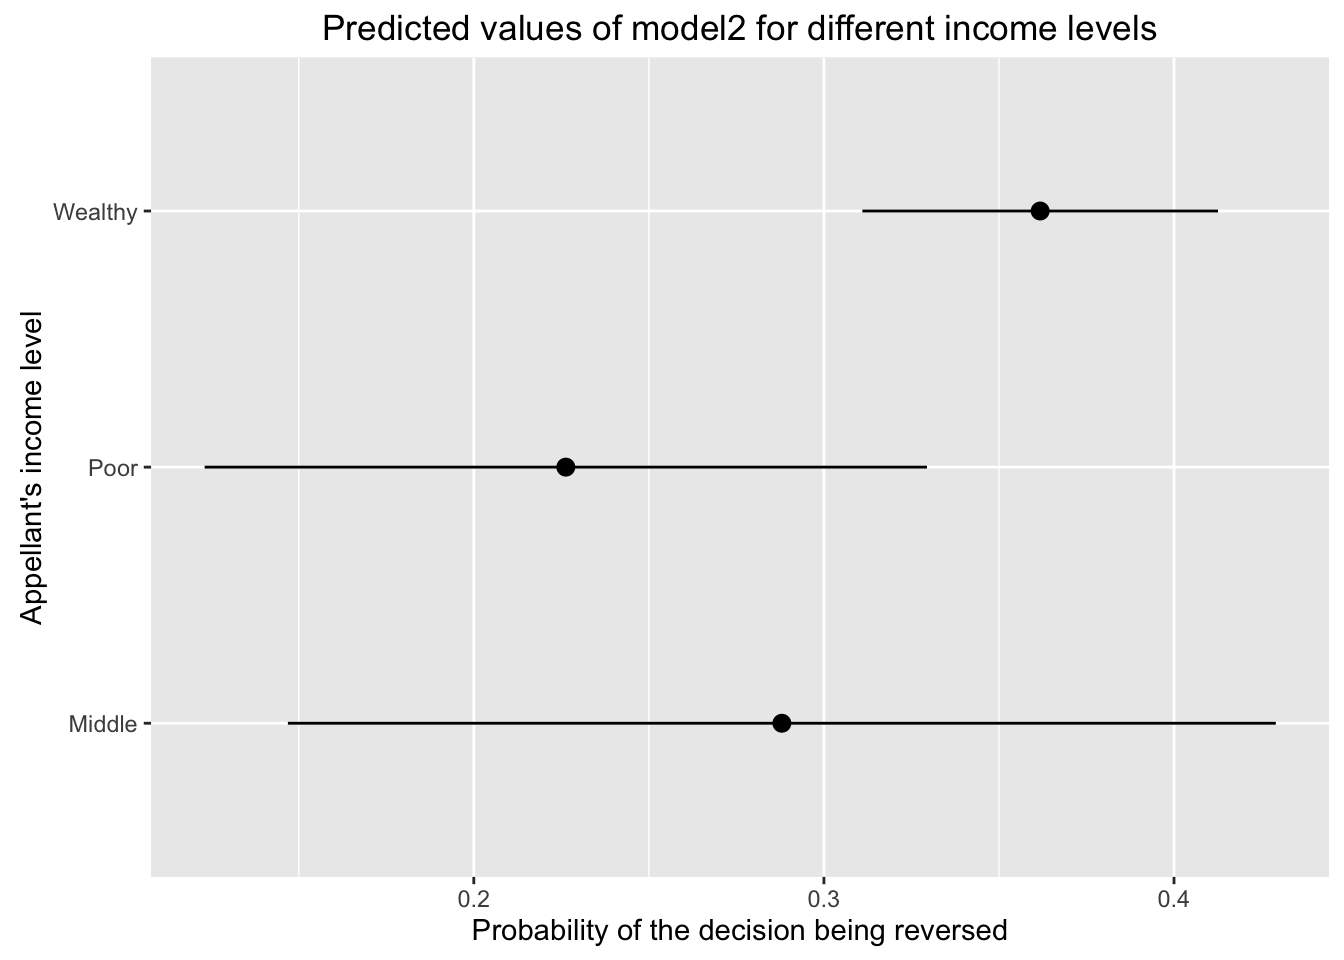 Predicted values of model2 for different income levels
Appellant's income level
Wealthy
Poor
Middle
0.2
0.3
0.4
Probability of the decision being reversed